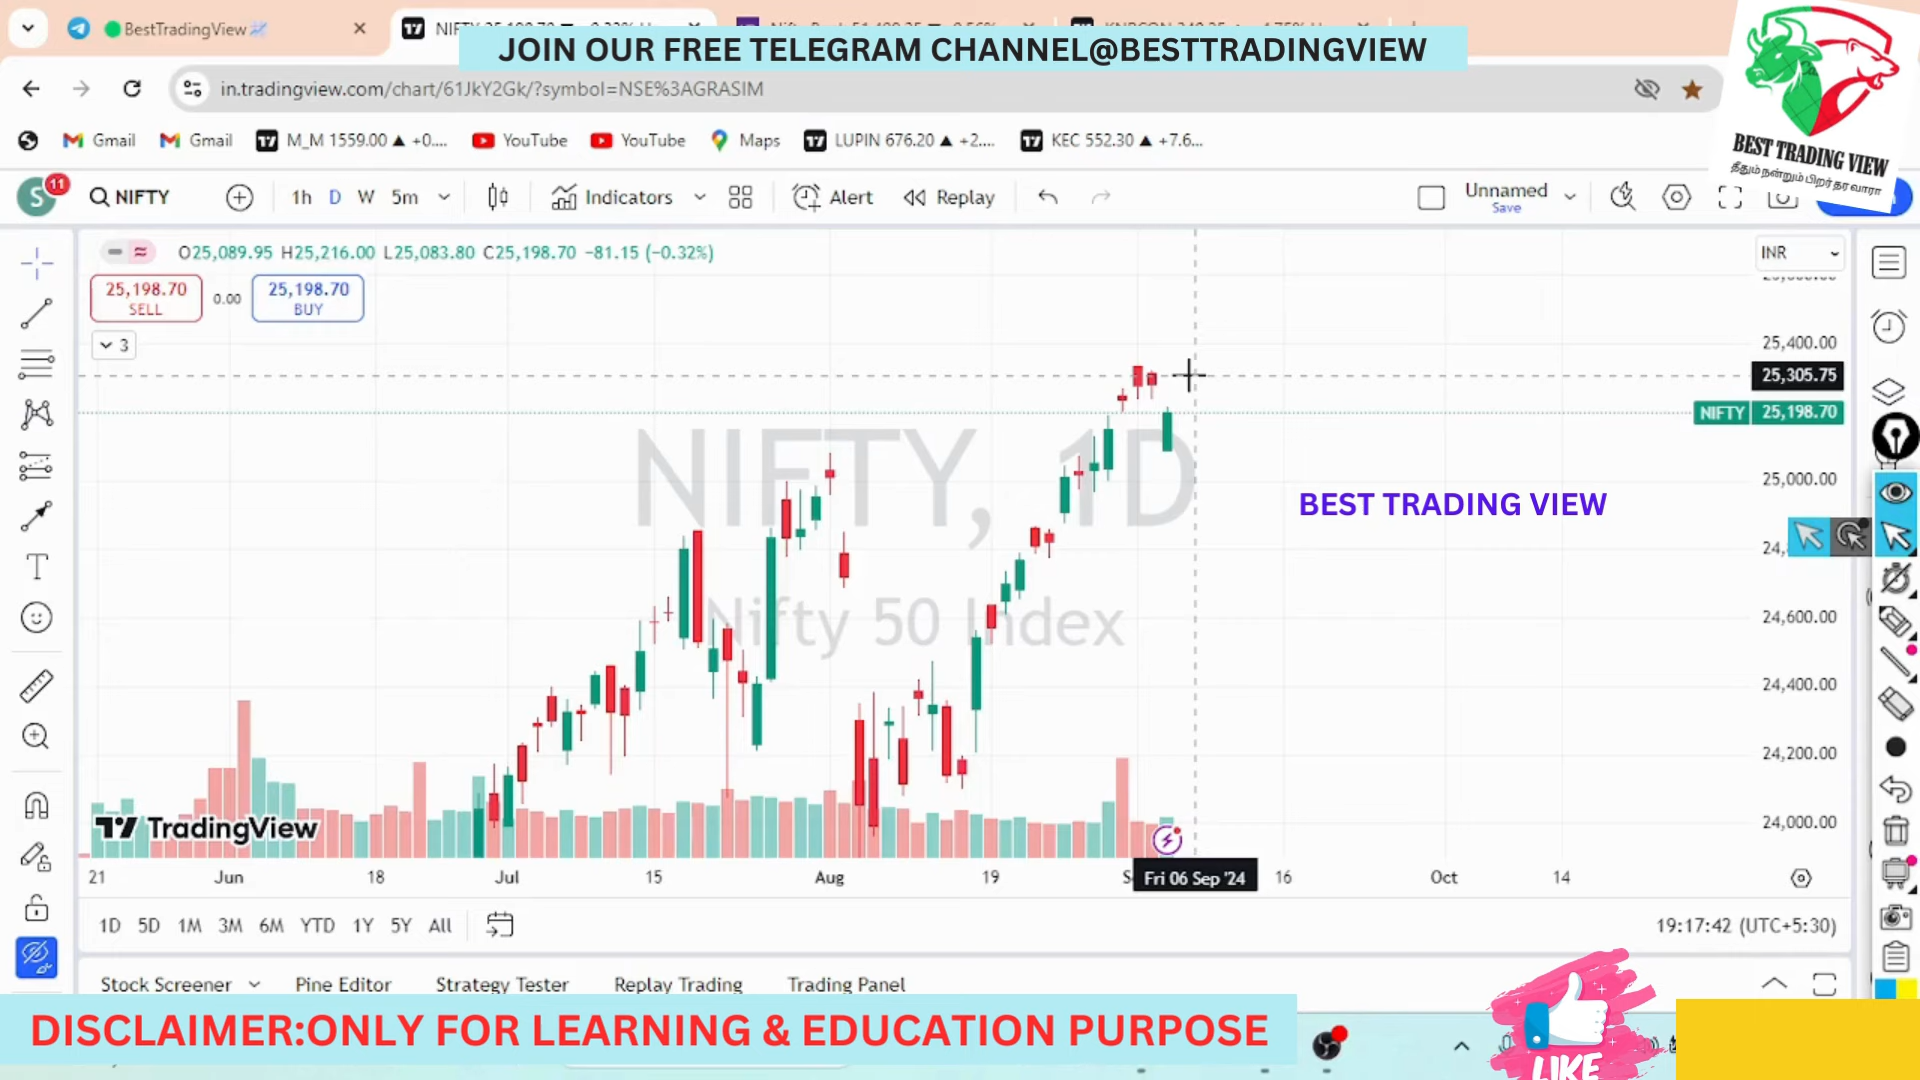 BestTradingView
NIFTY 25,198.70
JOIN OUR FREE TELEGRAM CHANNEL@BESTTRADINGVIEW
in.tradingview.com/chart/61JkY2Gk/?symbol=NSE%3AGRASIM
Gmail
Gmail
M_M 1559.00 ▲ +0....
YouTube
YouTube
Maps
LUPIN 676.20 ▲ +2....
KEC 552.30 ▲ +7.6...
BEST TRADING VIEW
தீதும் நன்றும் பிறர் தர வாரா
S
11
NIFTY
1h D W 5m
Indicators
Alert
Replay
Unnamed
Save
O25,089.95 H25,216.00 L25,083.80 C25,198.70 −81.15 (−0.32%)
INR
25,198.70
SELL
0.00
25,198.70
BUY
3
25,400.00
25,305.75
NIFTY 25,198.70
25,000.00
24,600.00
24,400.00
24,200.00
24,000.00
NIFTY, 1D
Nifty 50 Index
BEST TRADING VIEW
TradingView
21 Jun 18 Jul 15 Aug 19 Fri 06 Sep '24 16 Oct 14
1D 5D 1M 3M 6M YTD 1Y 5Y All
19:17:42 (UTC+5:30)
Stock Screener Pine Editor Strategy Tester Replay Trading Trading Panel
DISCLAIMER:ONLY FOR LEARNING & EDUCATION PURPOSE
LIKE